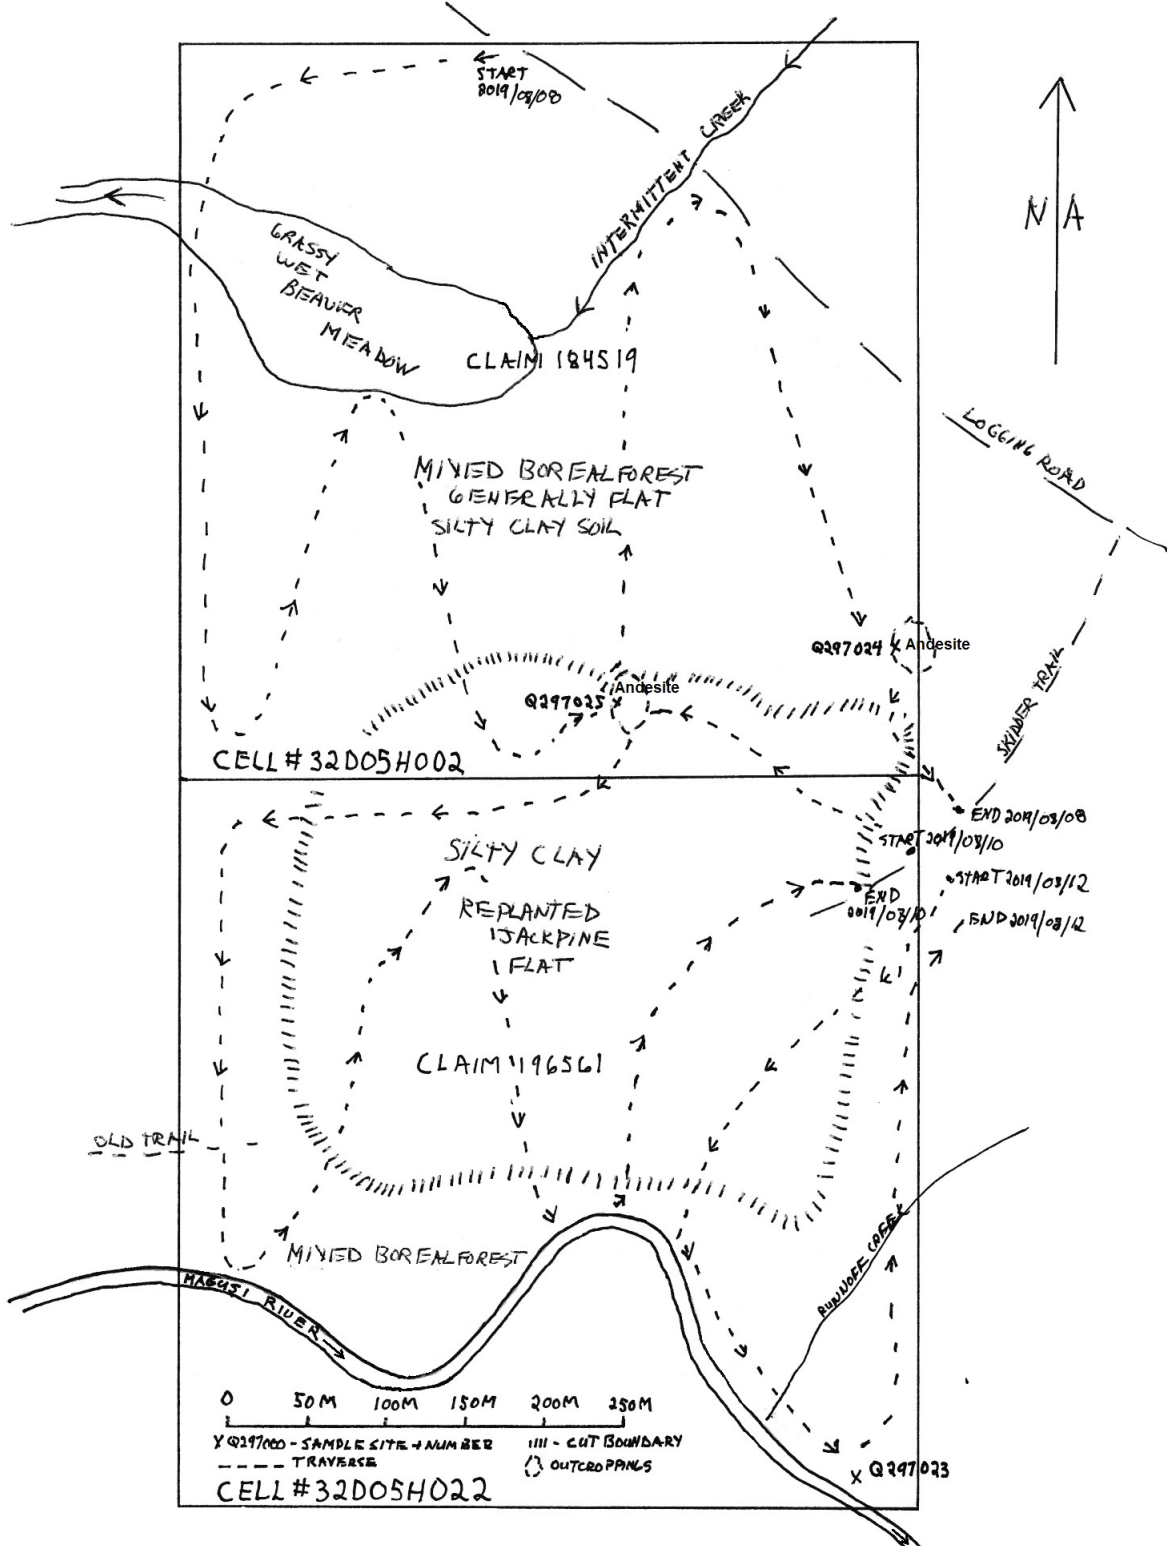 START
2019/08/08
INTERMITTENT CREEK
N A
GRASSY
WET
BEAVER
MEADOW
CLAIM 184519
LOGGING ROAD
MIXED BOREAL FOREST
GENERALLY FLAT
SILTY CLAY SOIL
Q297024 x Andesite
SKIDDER TRAIL
Andesite
Q297025 x
CELL # 32D05H002
END 2019/08/08
START 2019/08/10
SILTY CLAY
START 2019/08/12
END
2019/08/10
END 2019/08/12
REPLANTED
JACKPINE
FLAT
CLAIM 196561
OLD TRAIL
MIXED BOREAL FOREST
RUNNOFF CREEK
MAGUSI RIVER
0 50M 100M 150M 200M 250M
X Q297000 - SAMPLE SITE + NUMBER
IIII - CUT BOUNDARY
----- TRAVERSE
OUTCROPPINGS
x Q297023
CELL # 32D05H022